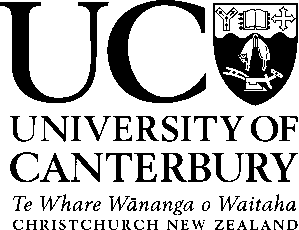 UC
UNIVERSITY OF
CANTERBURY
Te Whare Wānanga o Waitaha
CHRISTCHURCH NEW ZEALAND